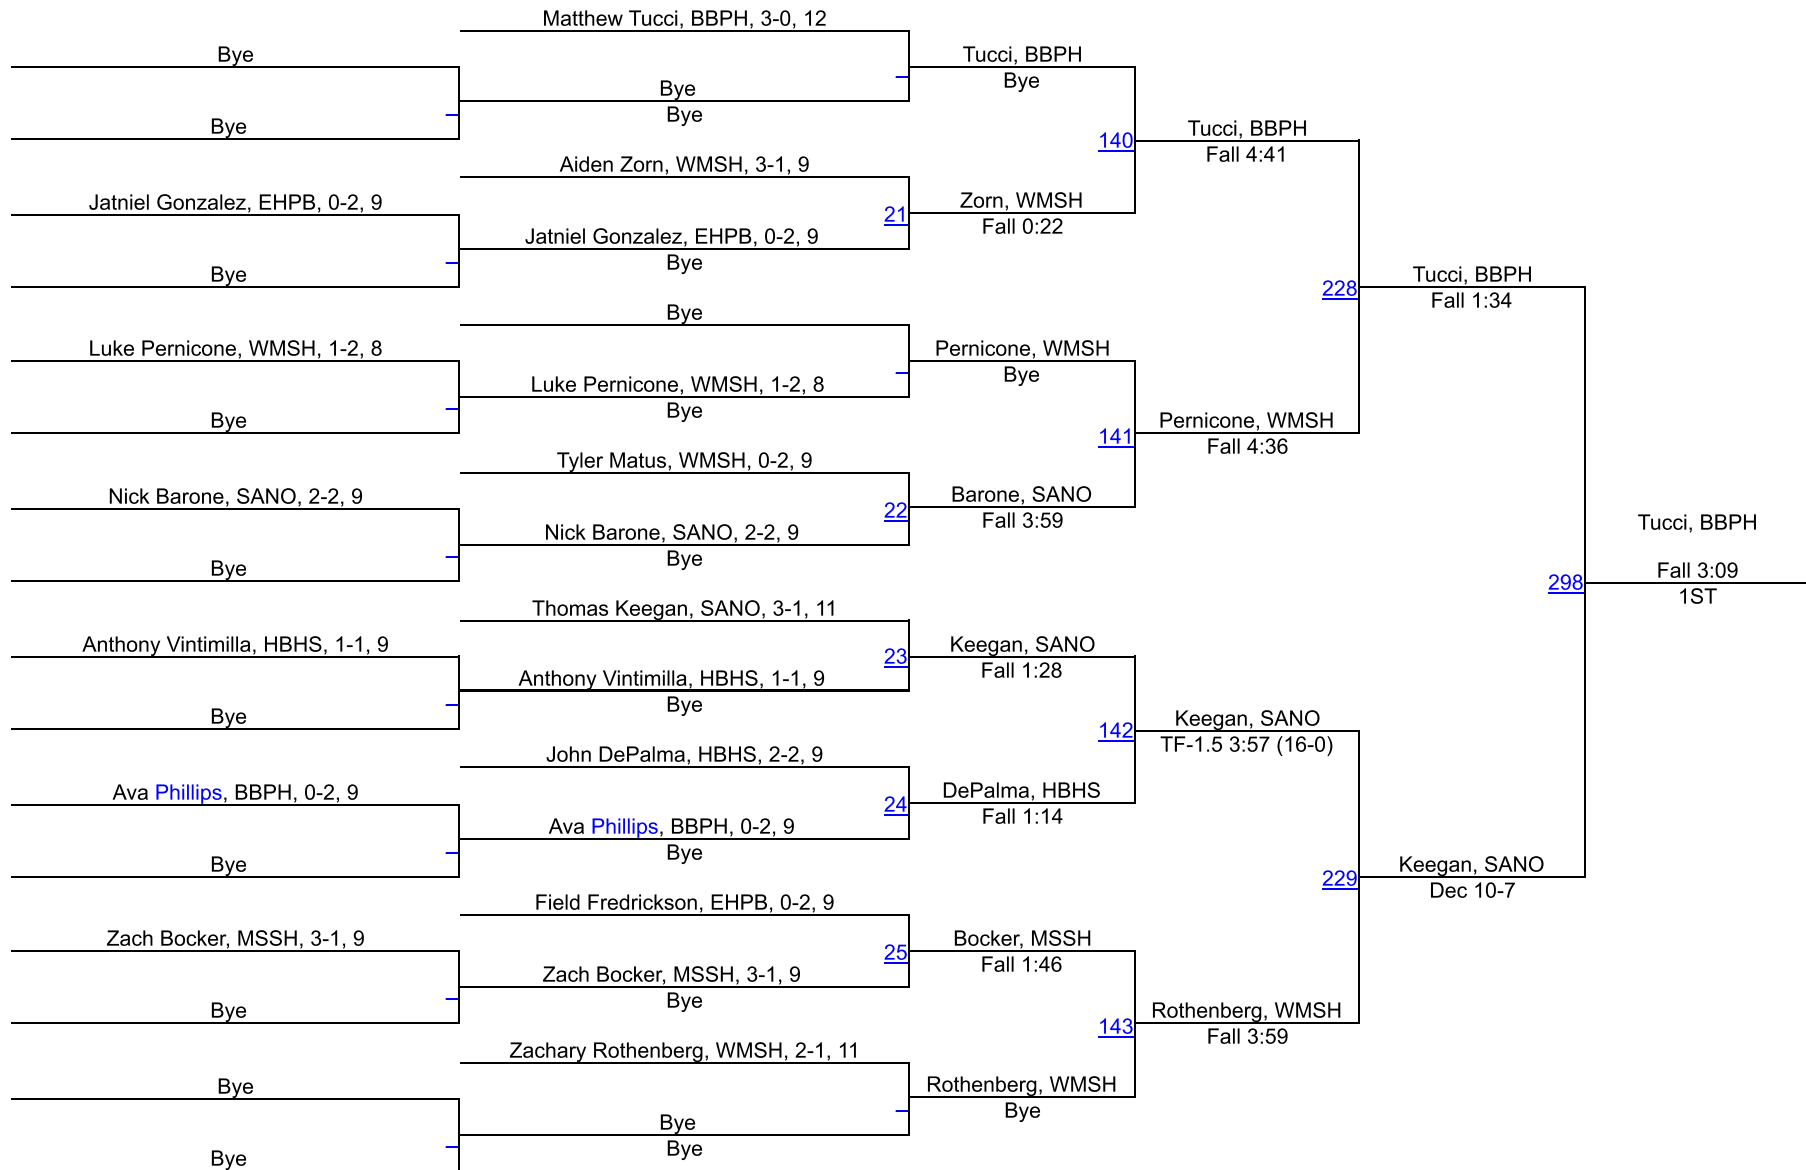 Bye
Bye
Jatniel Gonzalez, EHPB, 0-2, 9
Bye
Luke Pernicone, WMSH, 1-2, 8
Bye
Nick Barone, SANO, 2-2, 9
Bye
Anthony Vintimilla, HBHS, 1-1, 9
Bye
Ava Phillips, BBPH, 0-2, 9
Bye
Zach Bocker, MSSH, 3-1, 9
Bye
Bye
Bye
Matthew Tucci, BBPH, 3-0, 12
Bye
Bye
Aiden Zorn, WMSH, 3-1, 9
21
Jatniel Gonzalez, EHPB, 0-2, 9
Bye
Bye
Luke Pernicone, WMSH, 1-2, 8
Bye
Tyler Matus, WMSH, 0-2, 9
22
Nick Barone, SANO, 2-2, 9
Bye
Thomas Keegan, SANO, 3-1, 11
23
Anthony Vintimilla, HBHS, 1-1, 9
Bye
John DePalma, HBHS, 2-2, 9
24
Ava Phillips, BBPH, 0-2, 9
Bye
Field Fredrickson, EHPB, 0-2, 9
25
Zach Bocker, MSSH, 3-1, 9
Bye
Zachary Rothenberg, WMSH, 2-1, 11
Bye
Bye
Tucci, BBPH
Bye
140
Zorn, WMSH
Fall 0:22
Pernicone, WMSH
Bye
141
Barone, SANO
Fall 3:59
Keegan, SANO
Fall 1:28
142
DePalma, HBHS
Fall 1:14
Bocker, MSSH
Fall 1:46
143
Rothenberg, WMSH
Bye
Tucci, BBPH
Fall 4:41
228
Pernicone, WMSH
Fall 4:36
Keegan, SANO
TF-1.5 3:57 (16-0)
229
Rothenberg, WMSH
Fall 3:59
Tucci, BBPH
Fall 1:34
298
Keegan, SANO
Dec 10-7
Tucci, BBPH
Fall 3:09
1ST